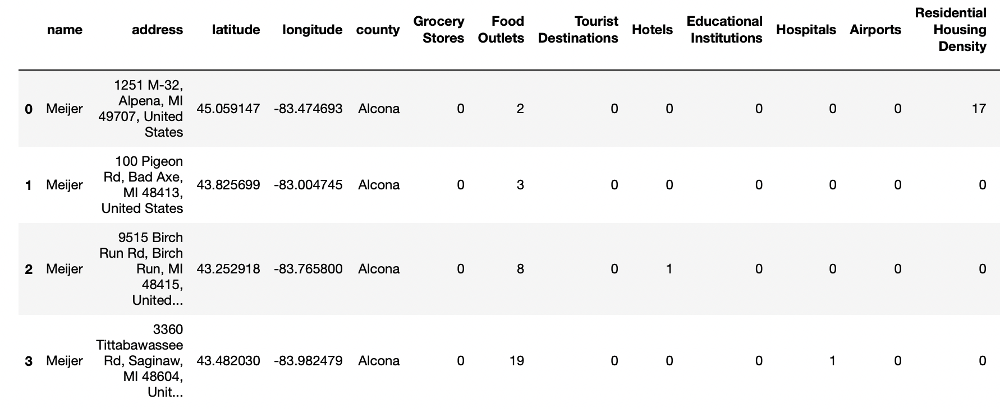 name address latitude longitude county Grocery Stores Food Outlets Tourist Destinations Hotels Educational Institutions Hospitals Airports Residential Housing Density
0 Meijer 1251 M-32, Alpena, MI 49707, United States 45.059147 -83.474693 Alcona 0 2 0 0 0 0 0 17
1 Meijer 100 Pigeon Rd, Bad Axe, MI 48413, United States 43.825699 -83.004745 Alcona 0 3 0 0 0 0 0 0
2 Meijer 9515 Birch Run Rd, Birch Run, MI 48415, United... 43.252918 -83.765800 Alcona 0 8 0 1 0 0 0 0
3 Meijer 3360 Tittabawassee Rd, Saginaw, MI 48604, Unit... 43.482030 -83.982479 Alcona 0 19 0 0 0 1 0 0